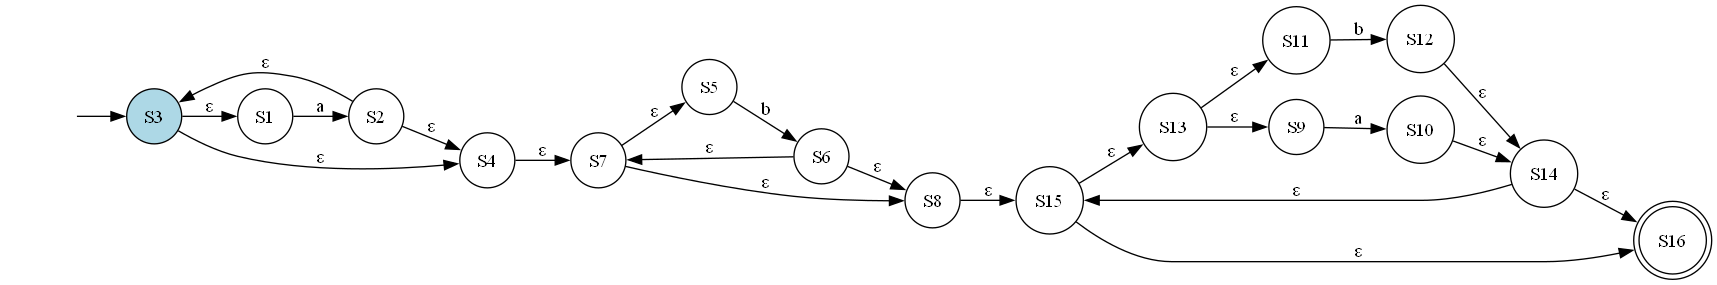 ε
S3
ε
S1
a
S2
ε
ε
S4
ε
S7
ε
S5
b
S6
ε
ε
ε
S8
ε
S15
ε
S13
ε
S11
b
S12
ε
ε
S9
a
S10
ε
S14
ε
ε
ε
S16